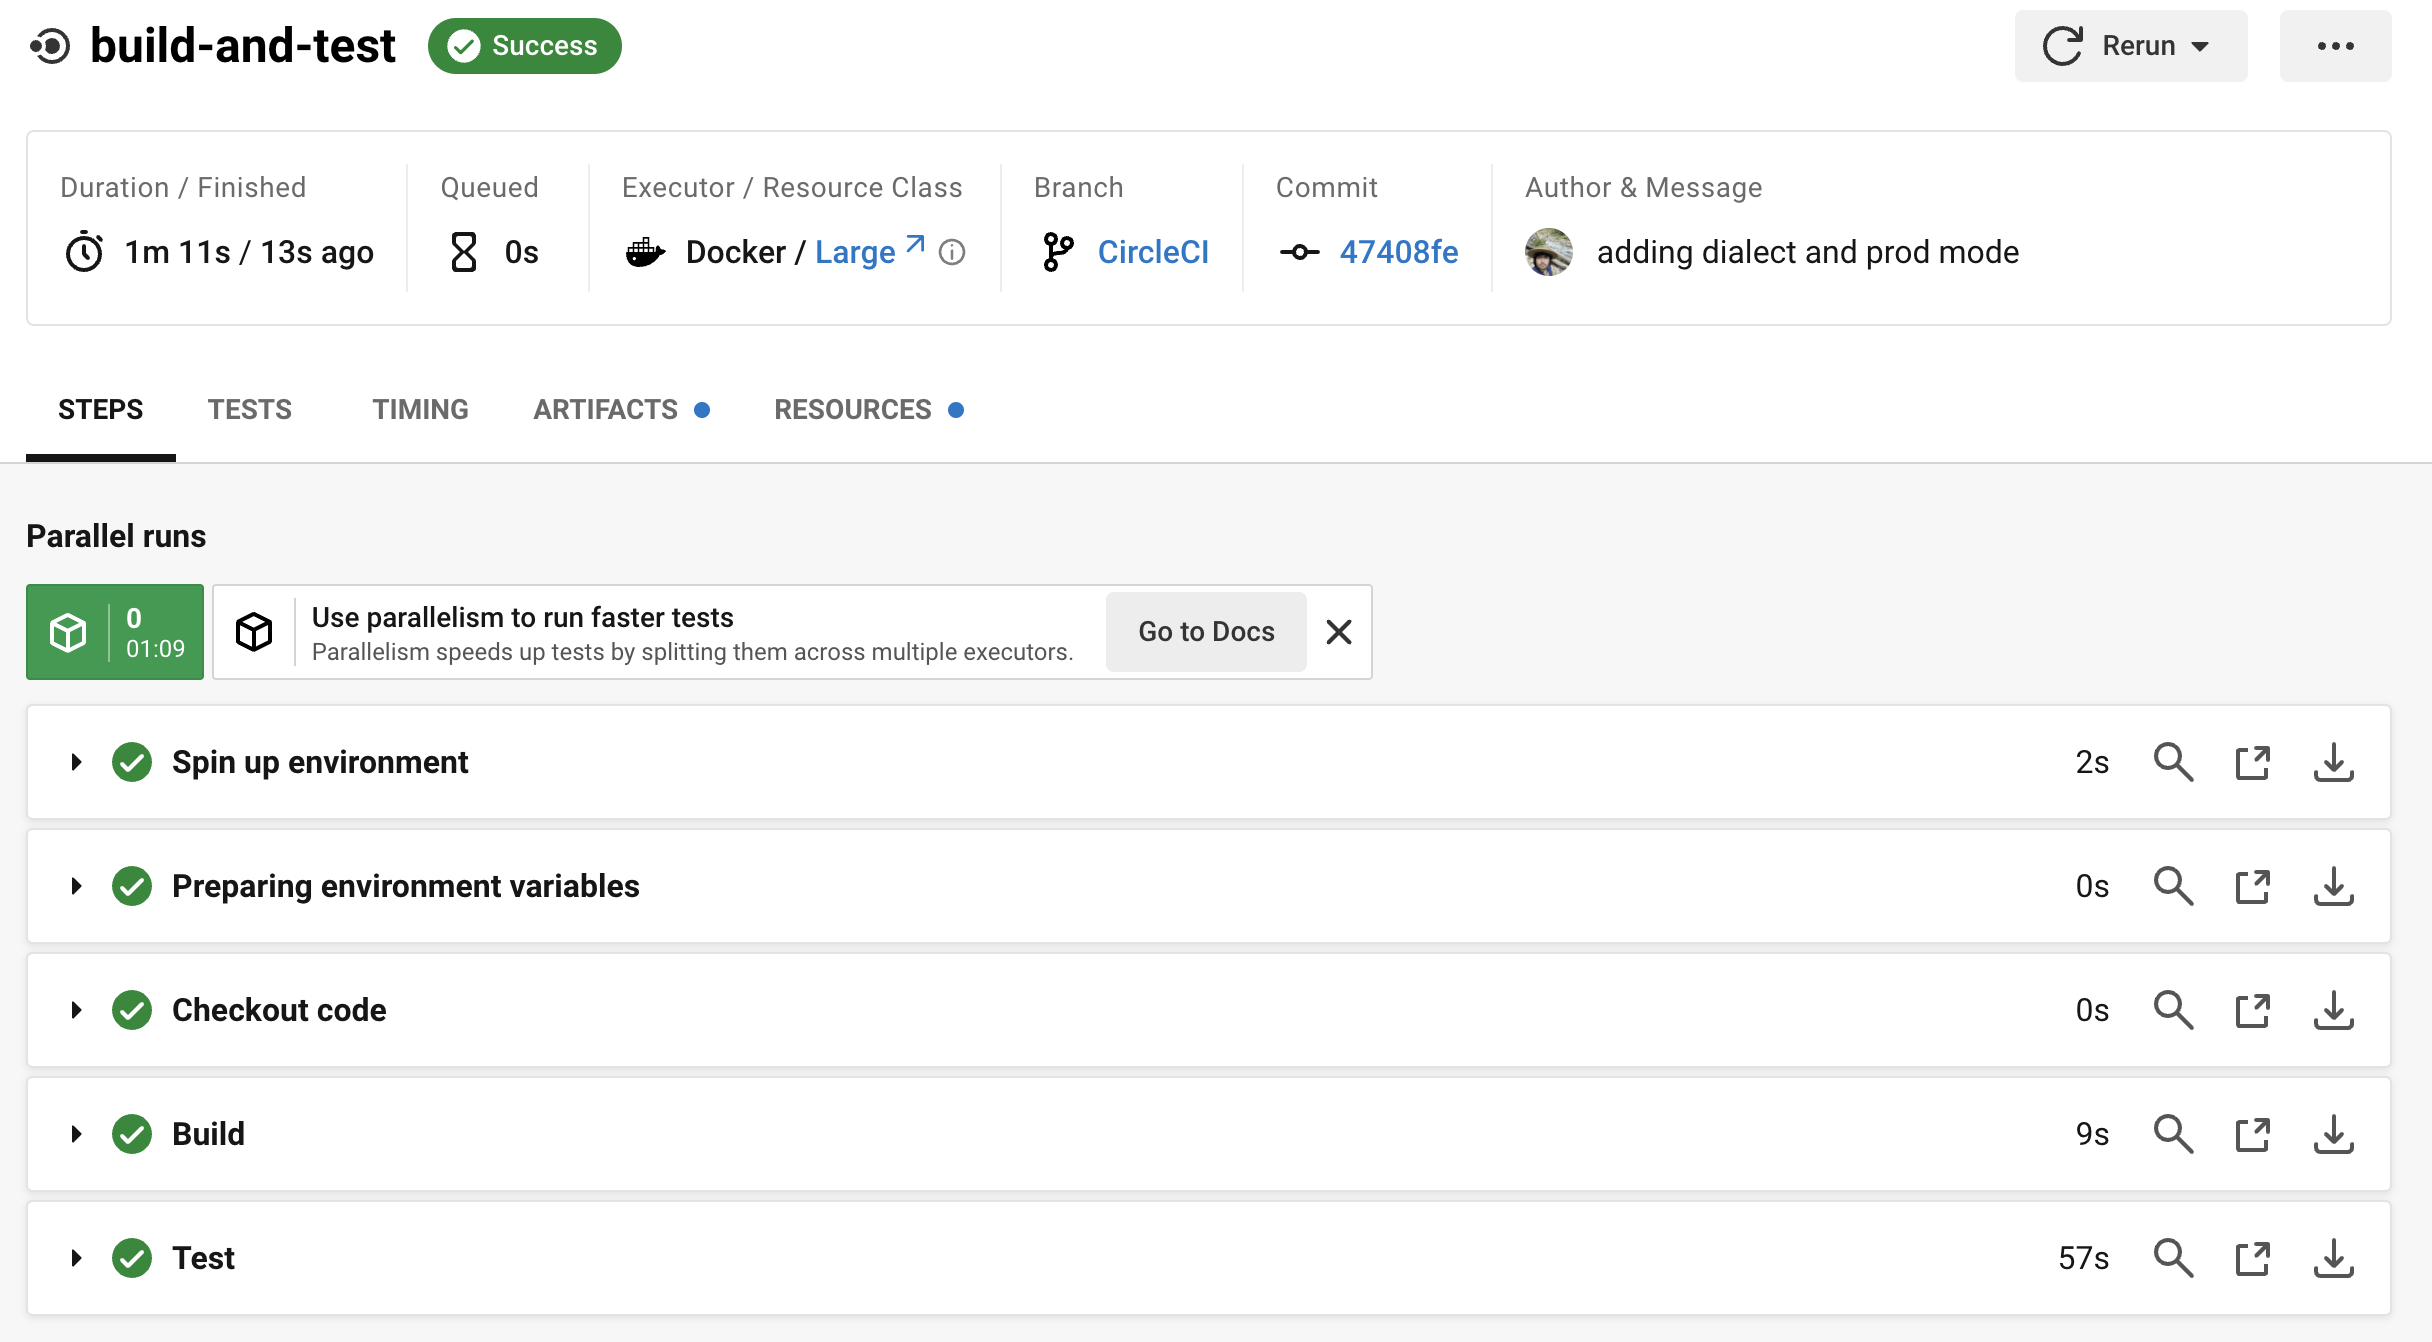 build-and-test
Success
Rerun
Duration / Finished
1m 11s / 13s ago
Queued
0s
Executor / Resource Class
Docker / Large
Branch
CircleCI
Commit
47408fe
Author & Message
adding dialect and prod mode
STEPS
TESTS
TIMING
ARTIFACTS
RESOURCES
Parallel runs
0
01:09
Use parallelism to run faster tests
Parallelism speeds up tests by splitting them across multiple executors.
Go to Docs
Spin up environment
2s
Preparing environment variables
0s
Checkout code
0s
Build
9s
Test
57s